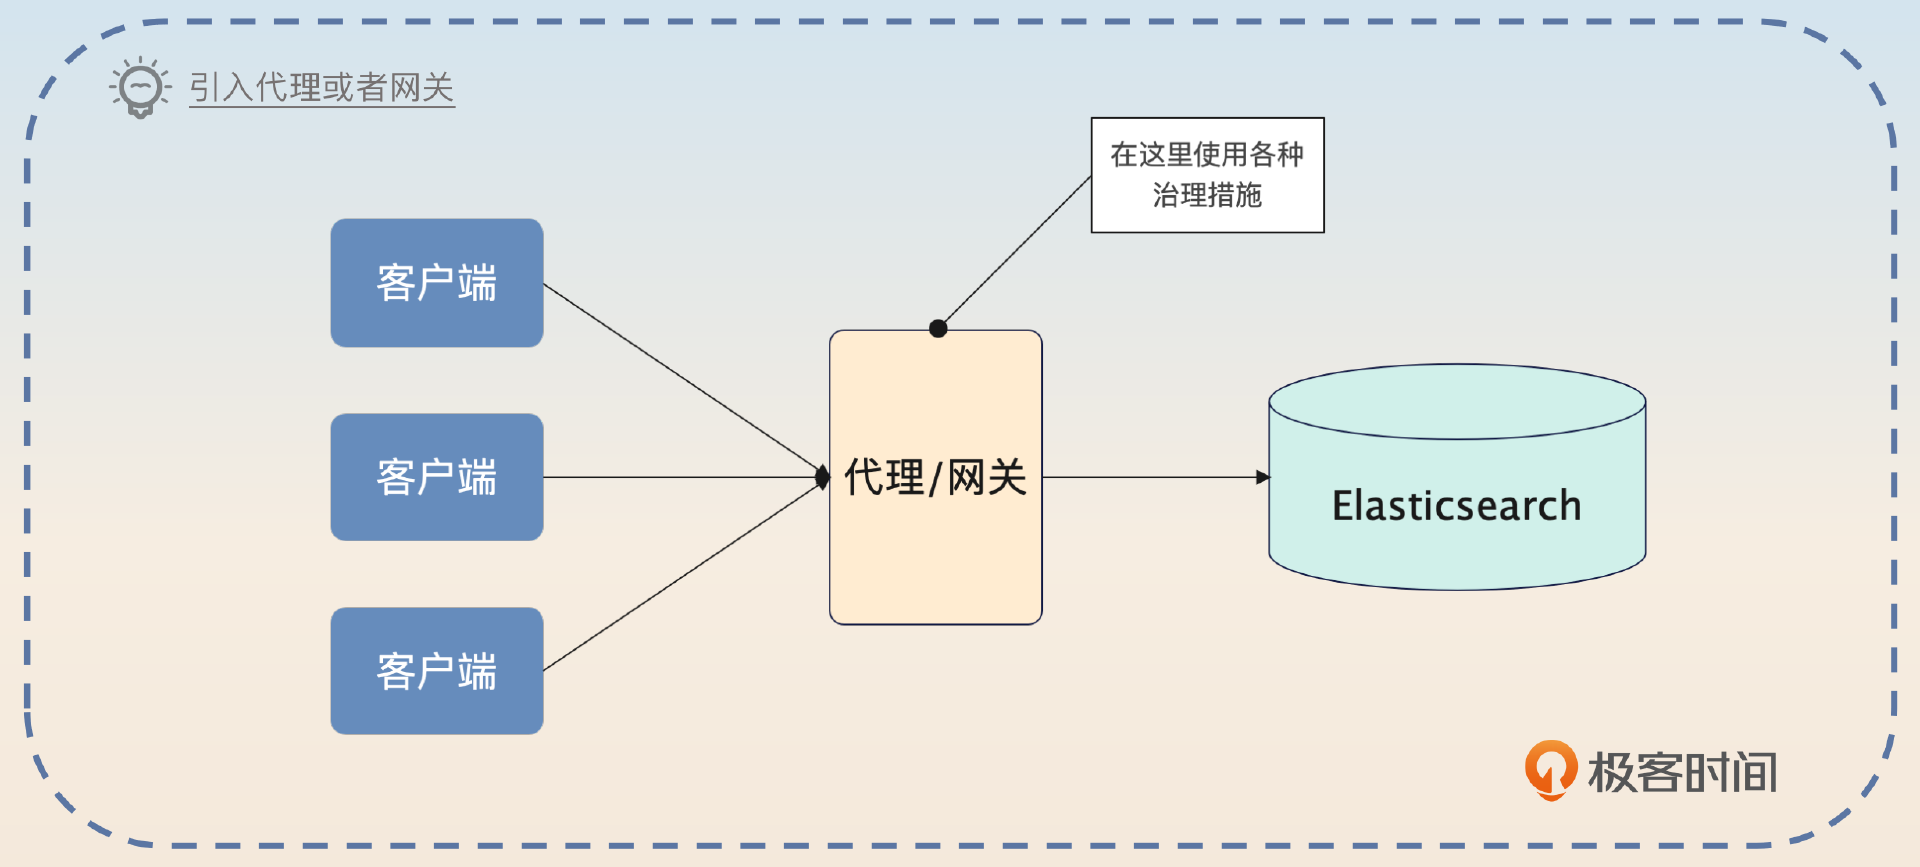 引入代理或者网关
在这里使用各种
治理措施
客户端
客户端
客户端
代理/网关
Elasticsearch
极客时间